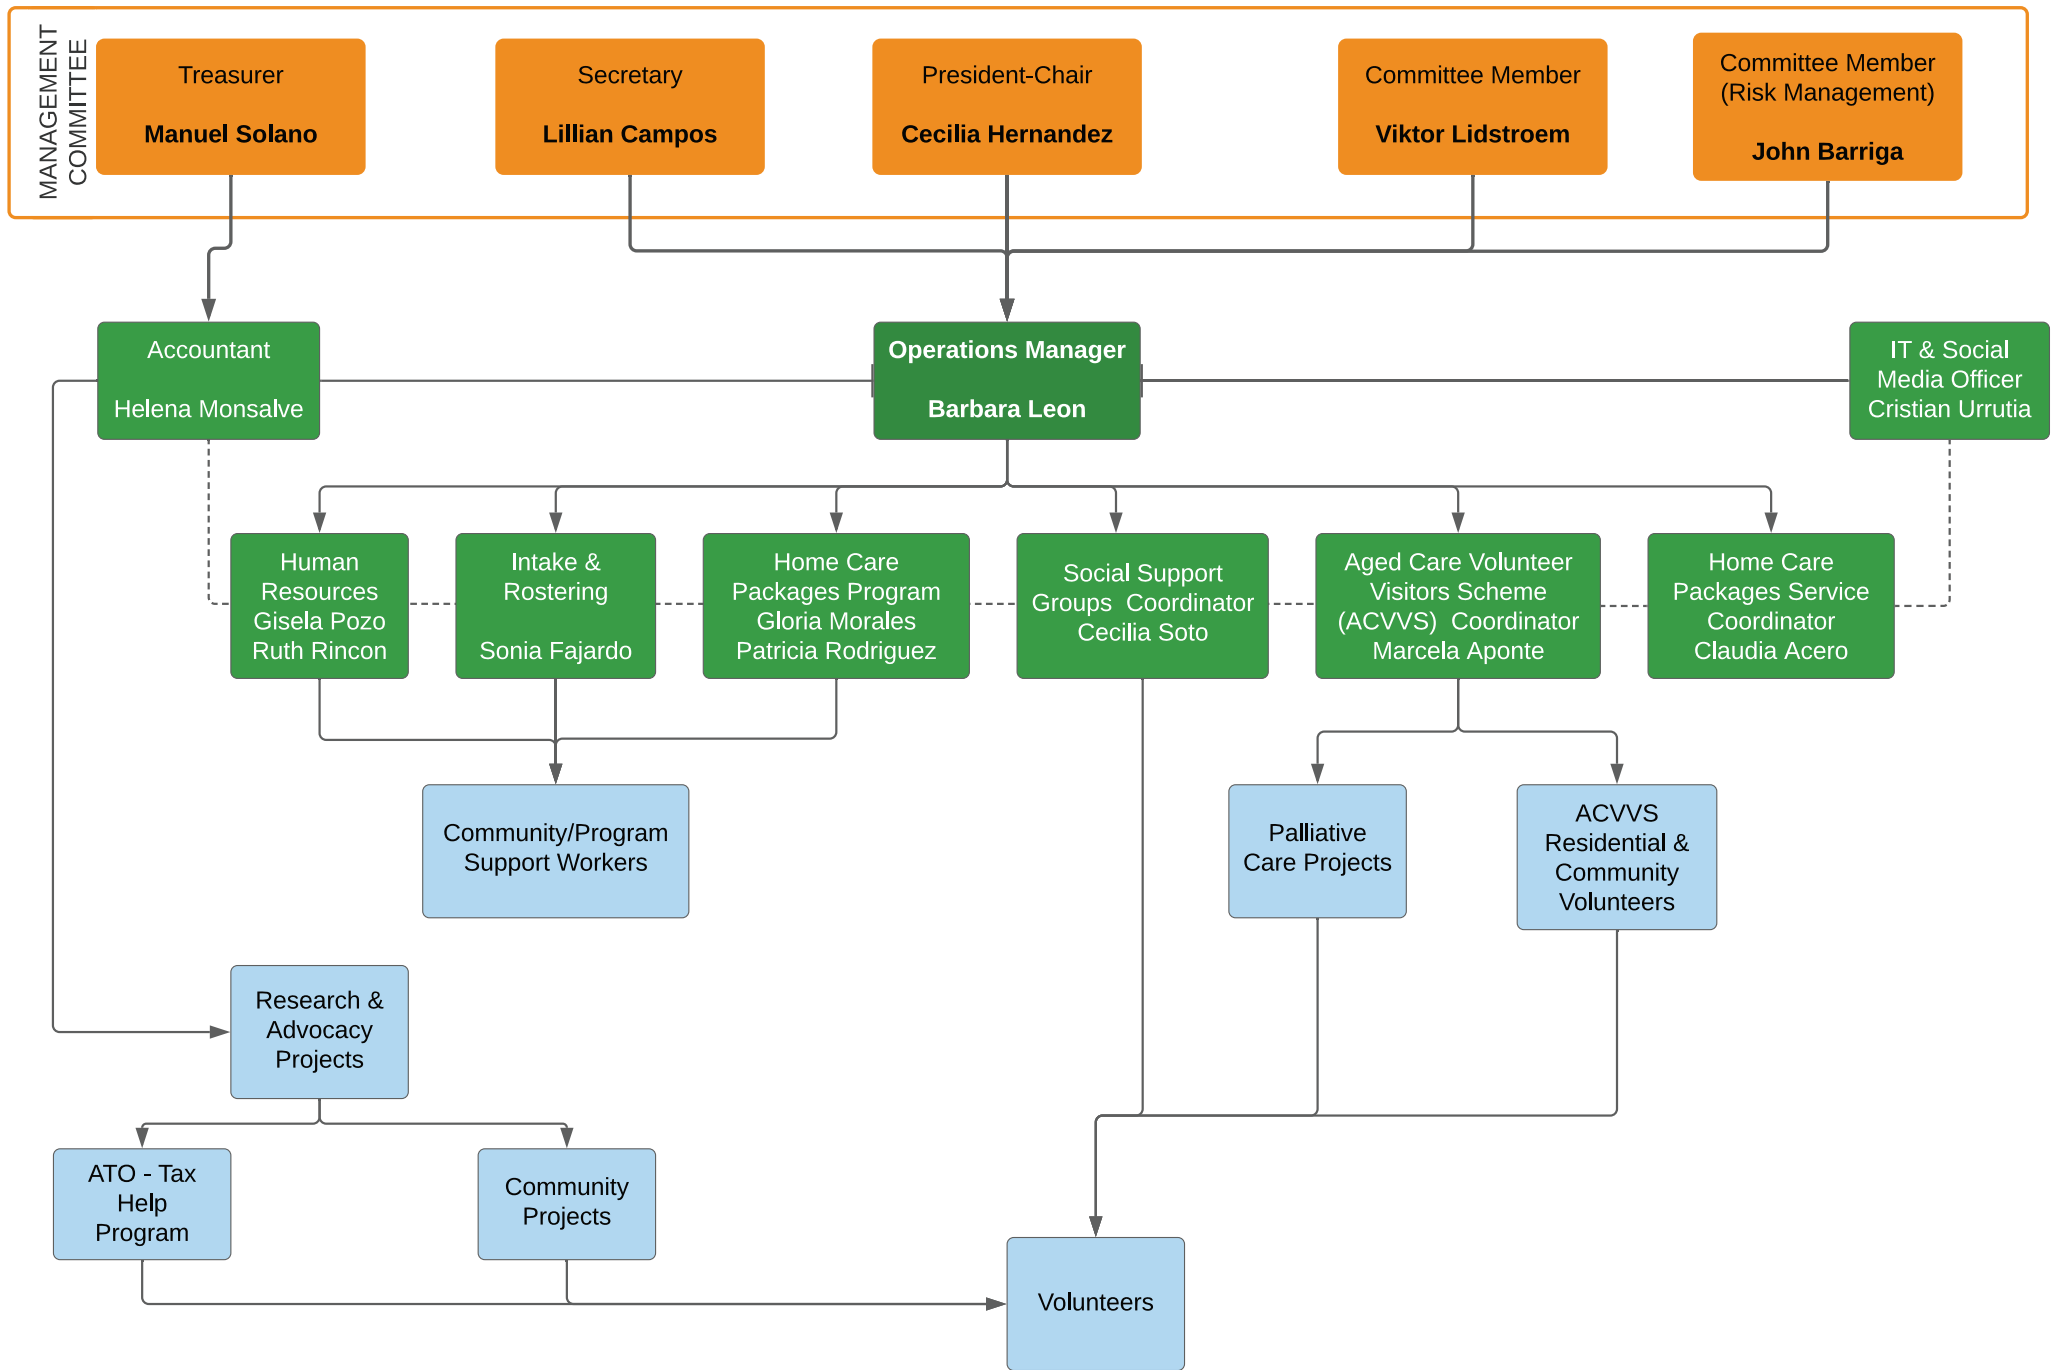 MANAGEMENT
COMMITTEE
Treasurer
Manuel Solano
Secretary
Lillian Campos
President-Chair
Cecilia Hernandez
Committee Member
Viktor Lidstroem
Committee Member
(Risk Management)
John Barriga
Accountant
Helena Monsalve
Operations Manager
Barbara Leon
IT & Social
Media Officer
Cristian Urrutia
Human
Resources
Gisela Pozo
Ruth Rincon
Intake &
Rostering
Sonia Fajardo
Home Care
Packages Program
Gloria Morales
Patricia Rodriguez
Social Support
Groups  Coordinator
Cecilia Soto
Aged Care Volunteer
Visitors Scheme
(ACVVS)  Coordinator
Marcela Aponte
Home Care
Packages Service
Coordinator
Claudia Acero
Community/Program
Support Workers
Palliative
Care Projects
ACVVS
Residential &
Community
Volunteers
Research &
Advocacy
Projects
ATO - Tax
Help
Program
Community
Projects
Volunteers